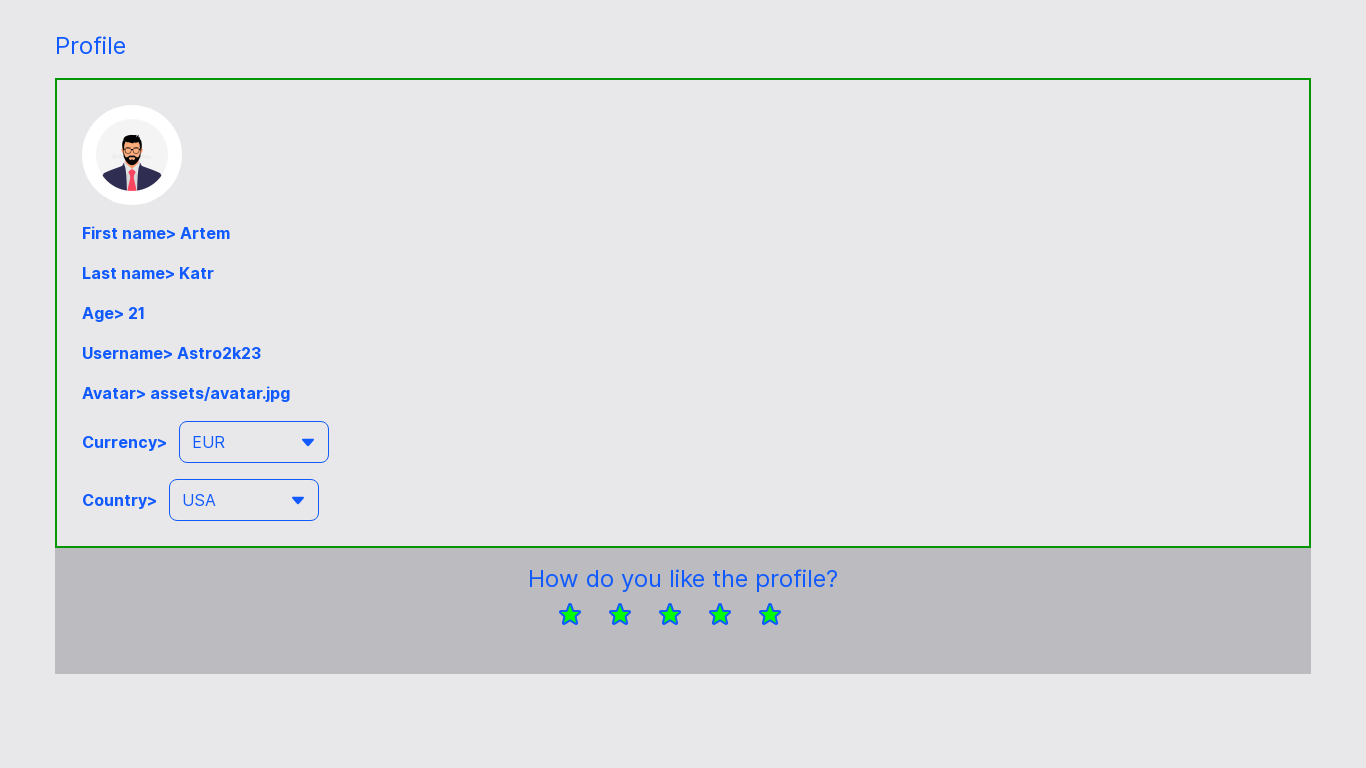 Profile
First name> Artem
Last name> Katr
Age> 21
Username> Astro2k23
Avatar> assets/avatar.jpg
Currency> EUR
Country> USA
How do you like the profile?